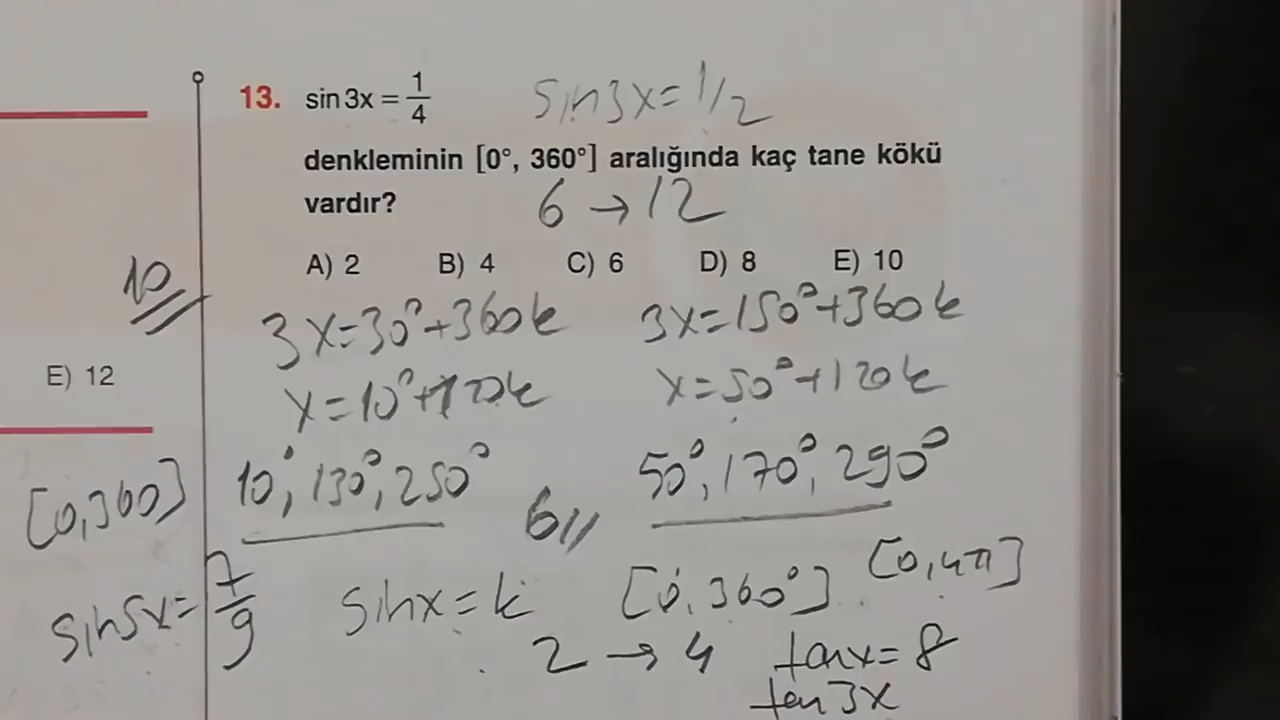 13. sin 3x = 1/4
sin3x = 1/2
denkleminin [0°, 360°] aralığında kaç tane kökü
vardır?
6 → 12
A) 2 B) 4 C) 6 D) 8 E) 10
10
3x=30°+360k 3x=150°+360k
E) 12
x=10°+120k x=50°+120k
10°, 130°, 250° 50°, 170°, 290°
[0,360] 6//
sin5x = 7/9 sinx = k [0, 360°] [0,4π]
2 → 4 tanx = 8
tan 3x